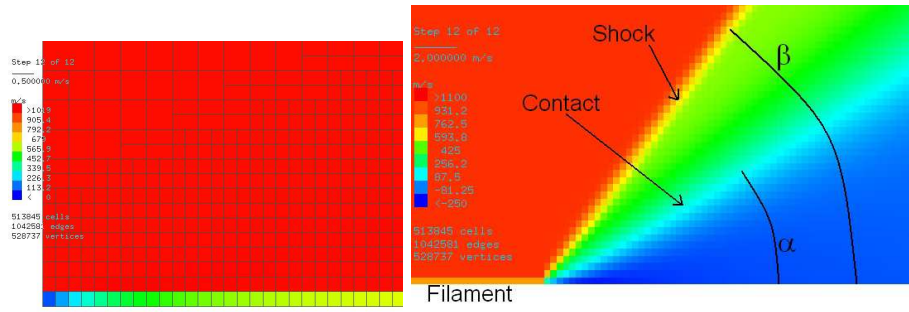 Step 12 of 12
0.500000 m/s
m/s
>1019
905.4
792.2
679
565.9
452.7
339.5
226.3
113.2
< 0
513845 cells
1042581 edges
528737 vertices
Step 12 of 12
2.000000 m/s
m/s
>1100
931.2
762.5
593.8
425
256.2
87.5
-81.25
<-250
513845 cells
1042581 edges
528737 vertices
Shock
Contact
β
α
Filament